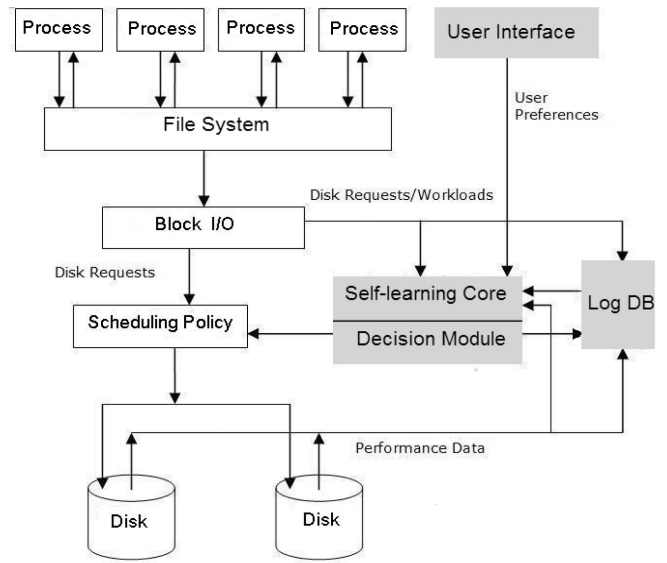 Process
Process
Process
Process
User Interface
User
Preferences
File System
Disk Requests/Workloads
Block I/O
Disk Requests
Self-learning Core
Log DB
Scheduling Policy
Decision Module
Performance Data
Disk
Disk